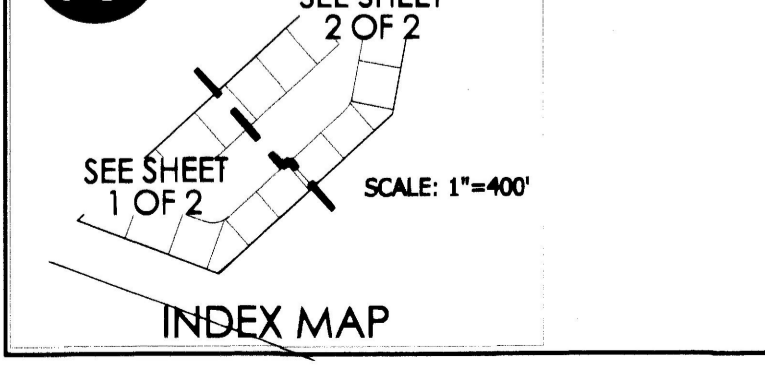 SEE SHEET
2 OF 2
SEE SHEET
1 OF 2
SCALE: 1"=400'
INDEX MAP